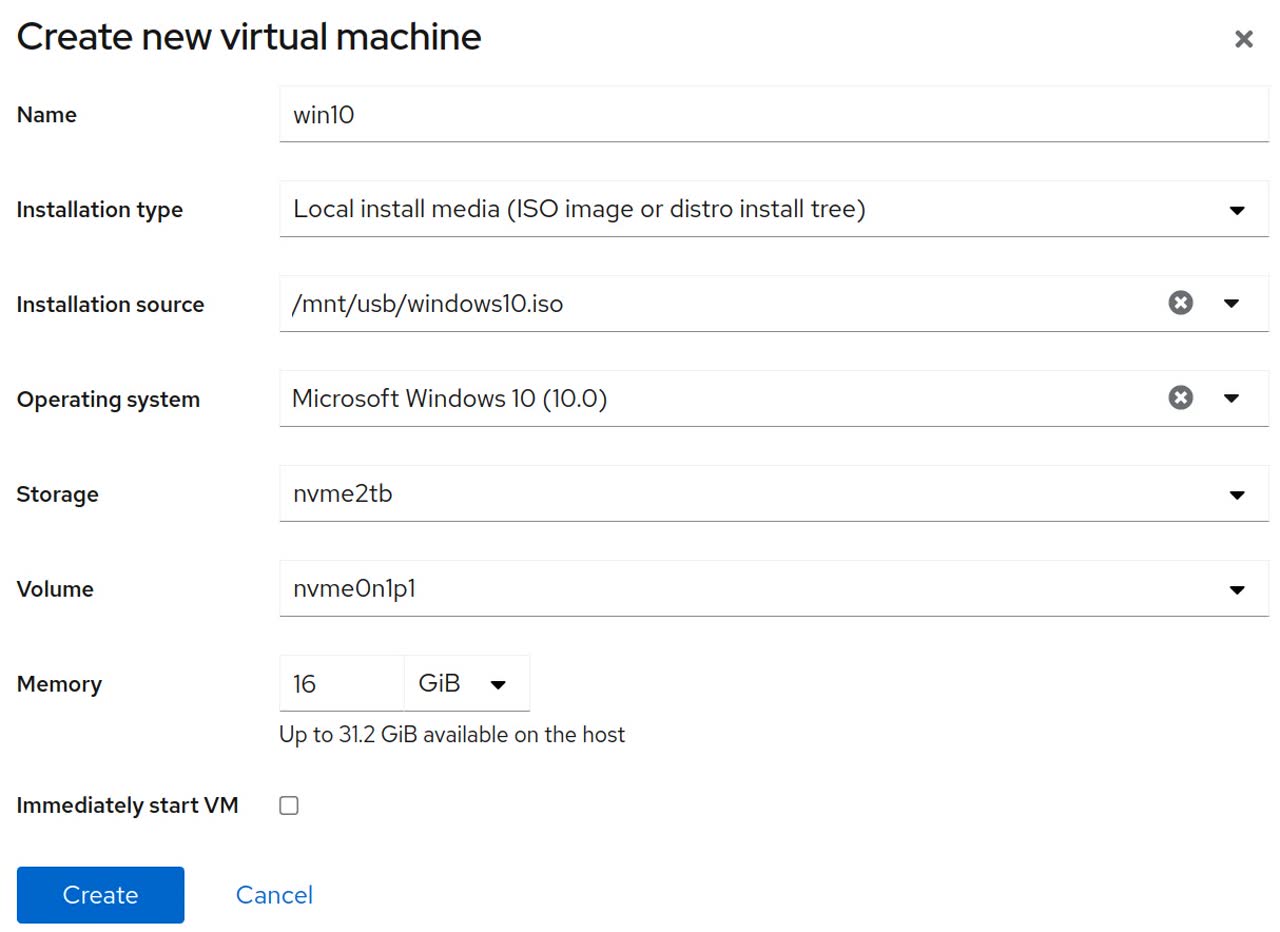 Create new virtual machine
Name win10
Installation type Local install media (ISO image or distro install tree)
Installation source /mnt/usb/windows10.iso
Operating system Microsoft Windows 10 (10.0)
Storage nvme2tb
Volume nvme0n1p1
Memory 16 GiB
Up to 31.2 GiB available on the host
Immediately start VM
Create Cancel